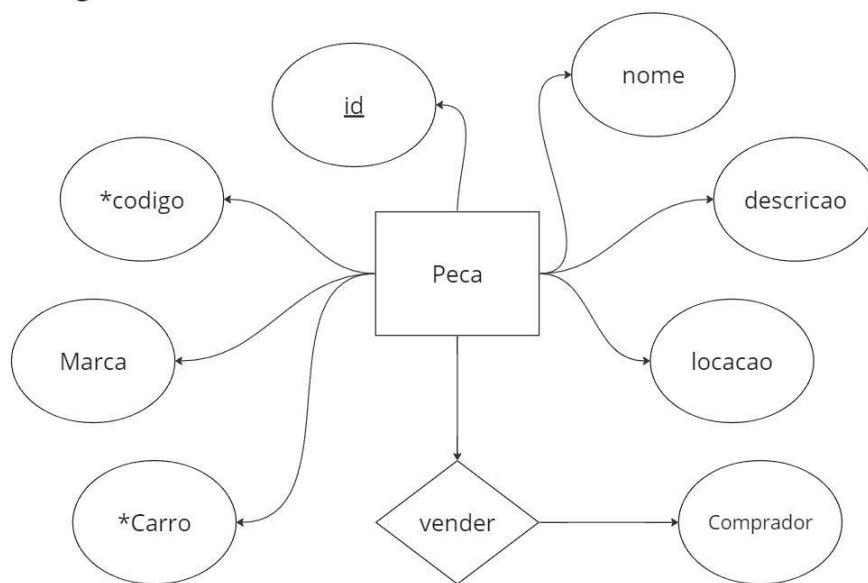 nome
id
*codigo
descricao
Peca
Marca
locacao
*Carro
vender
Comprador